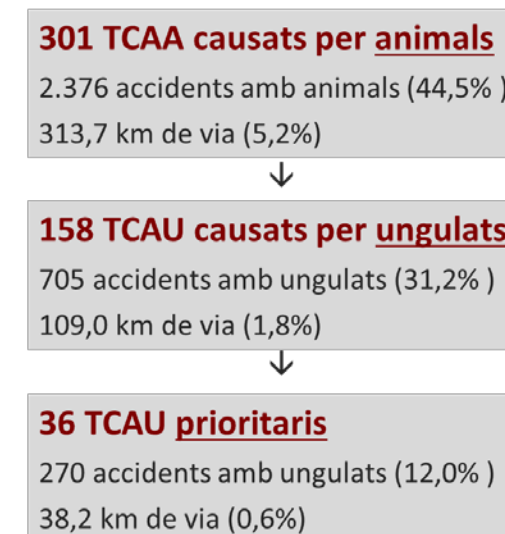 301 TCAA causats per animals
2.376 accidents amb animals (44,5% )
313,7 km de via (5,2%)
↓
158 TCAU causats per ungulats
705 accidents amb ungulats (31,2% )
109,0 km de via (1,8%)
↓
36 TCAU prioritaris
270 accidents amb ungulats (12,0% )
38,2 km de via (0,6%)